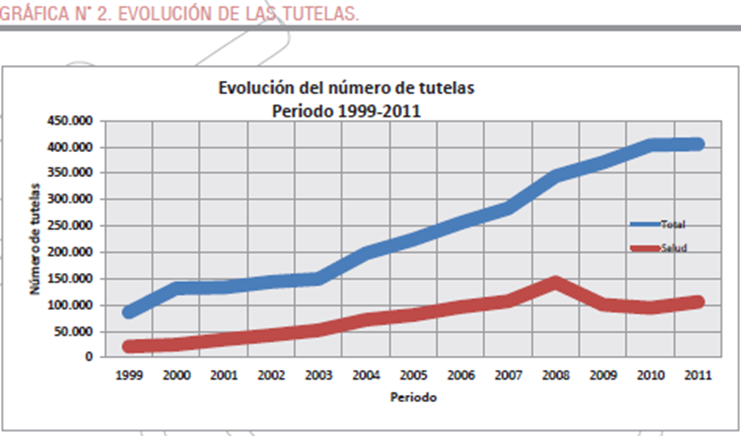 GRÁFICA N° 2. EVOLUCIÓN DE LAS TUTELAS.
Evolución del número de tutelas
Periodo 1999-2011
450.000
400.000
350.000
300.000
250.000
200.000
150.000
100.000
50.000
0
Número de tutelas
Total
Salud
1999 2000 2001 2002 2003 2004 2005 2006 2007 2008 2009 2010 2011
Periodo